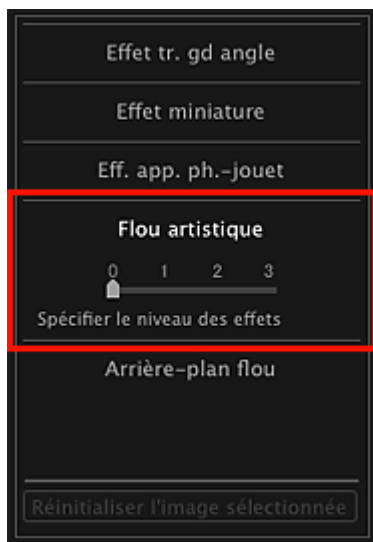 Effet tr. gd angle
Effet miniature
Eff. app. ph.-jouet
Flou artistique
0 1 2 3
Spécifier le niveau des effets
Arrière-plan flou
Réinitialiser l'image sélectionnée